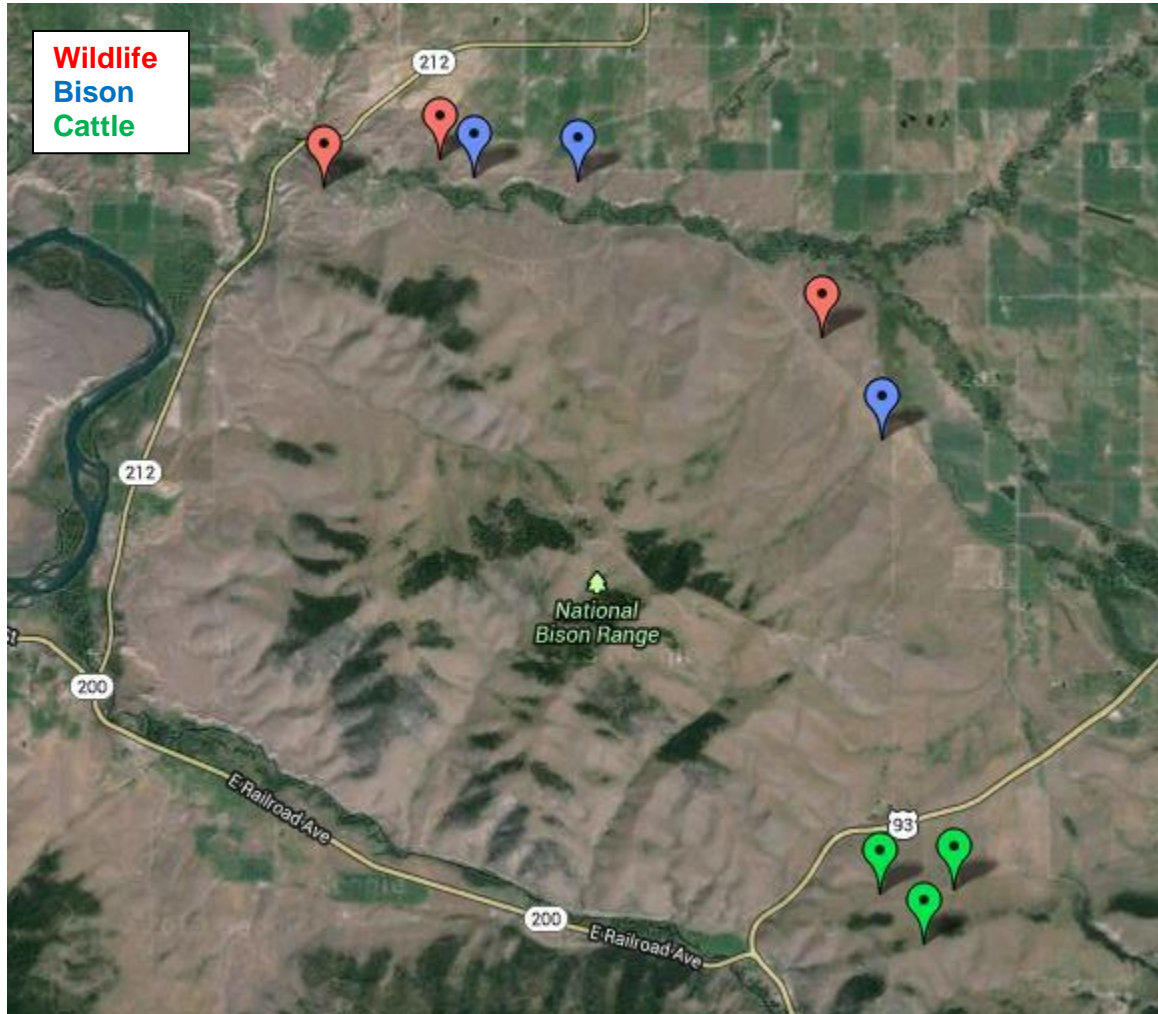 Wildlife
Bison
Cattle
212
212
National
Bison Range
200
E Railroad Ave
93
200
E Railroad Ave